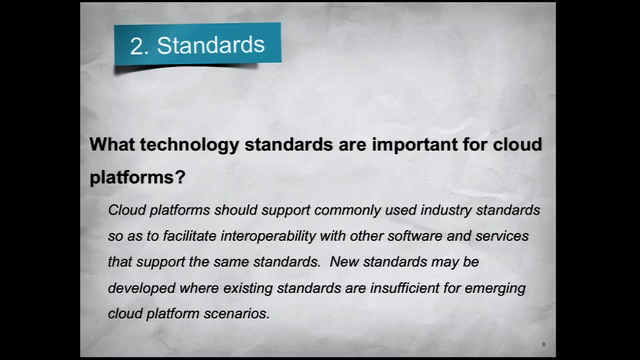 2. Standards
What technology standards are important for cloud
platforms?
Cloud platforms should support commonly used industry standards
so as to facilitate interoperability with other software and services
that support the same standards.  New standards may be
developed where existing standards are insufficient for emerging
cloud platform scenarios.
9